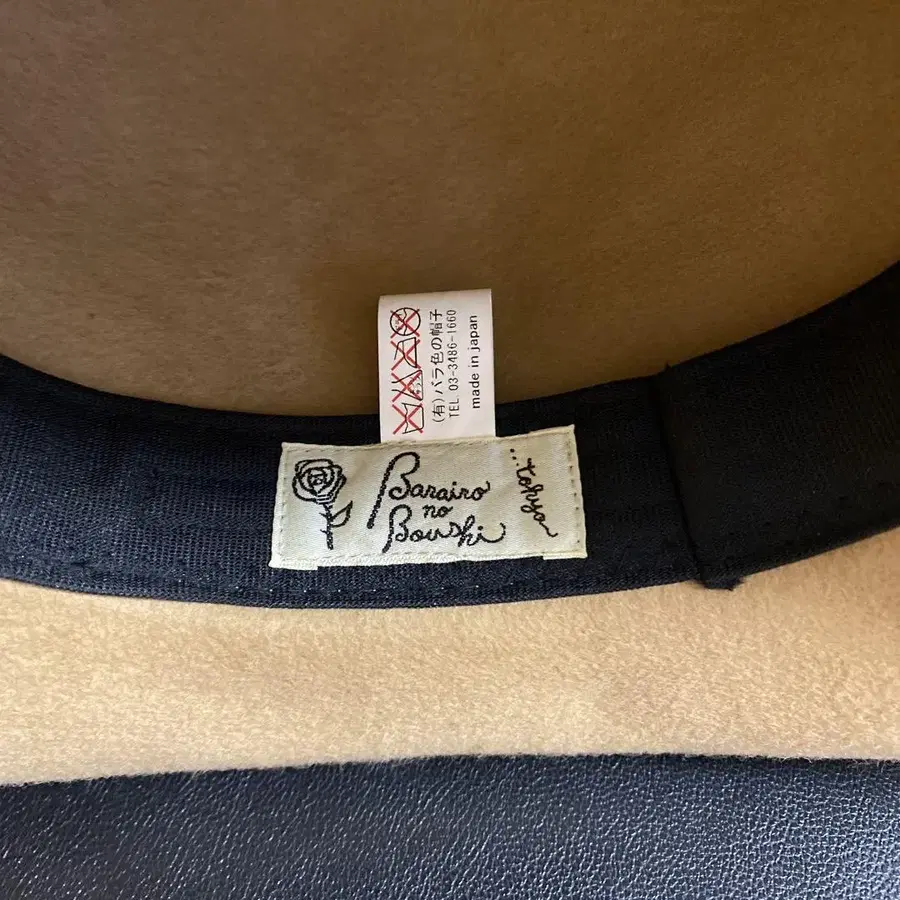 (有)バラ色の帽子
TEL. 03-3486-1660
made in japan
Barairo
no
Boushi
...tokyo